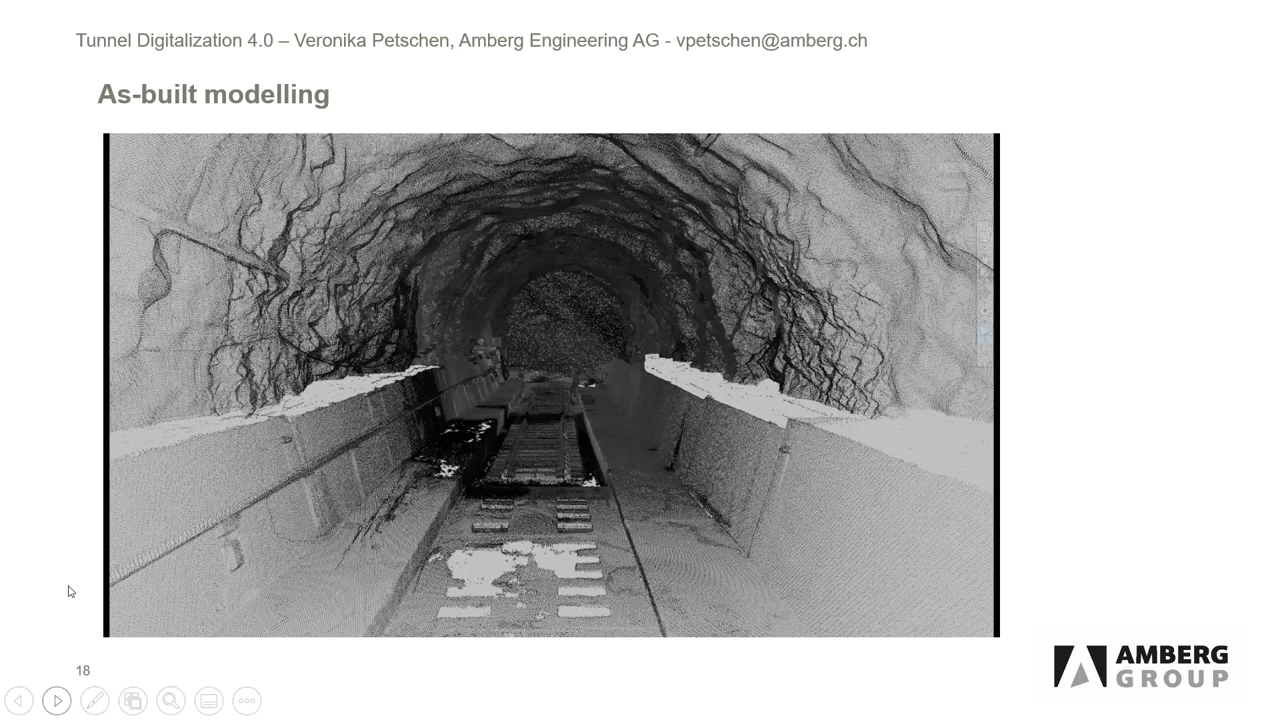 Tunnel Digitalization 4.0 – Veronika Petschen, Amberg Engineering AG - vpetschen@amberg.ch
As-built modelling
18
AMBERG
GROUP